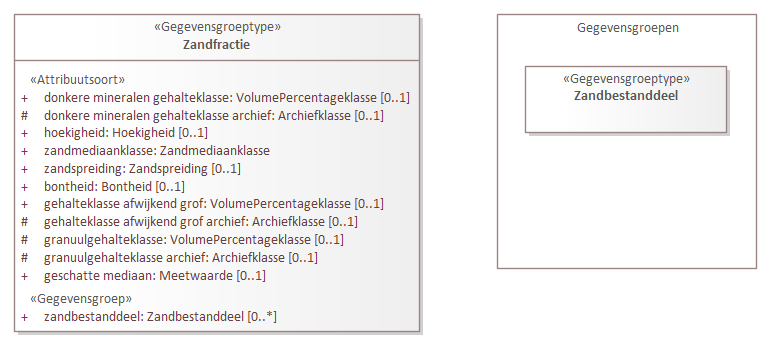 «Gegevensgroeptype»
Zandfractie
«Attribuutsoort»
+ donkere mineralen gehalteklasse: VolumePercentageklasse [0..1]
# donkere mineralen gehalteklasse archief: Archiefklasse [0..1]
+ hoekigheid: Hoekigheid [0..1]
+ zandmediaanklasse: Zandmediaanklasse
+ zandspreiding: Zandspreiding [0..1]
+ bontheid: Bontheid [0..1]
+ gehalteklasse afwijkend grof: VolumePercentageklasse [0..1]
# gehalteklasse afwijkend grof archief: Archiefklasse [0..1]
# granuulgehalteklasse: VolumePercentageklasse [0..1]
# granuulgehalteklasse archief: Archiefklasse [0..1]
+ geschatte mediaan: Meetwaarde [0..1]
«Gegevensgroep»
+ zandbestanddeel: Zandbestanddeel [0..*]
Gegevensgroepen
«Gegevensgroeptype»
Zandbestanddeel